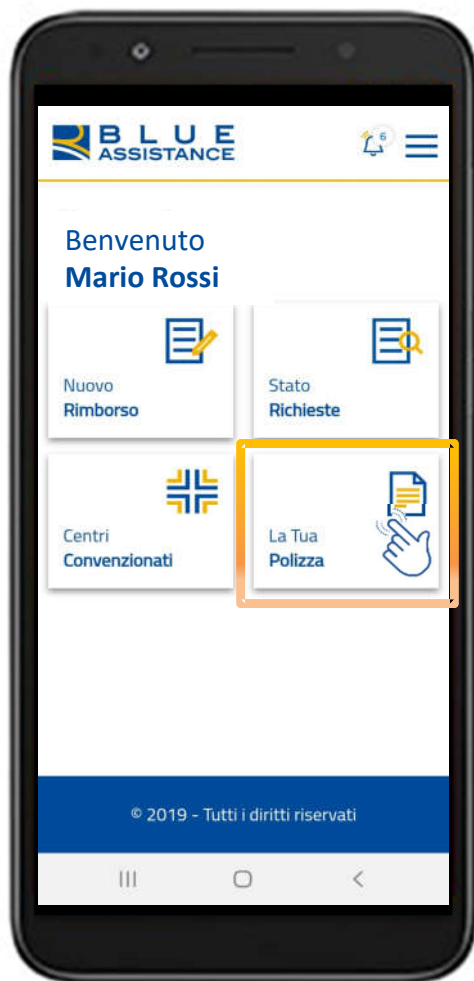 BLUE
ASSISTANCE
6
Benvenuto
Mario Rossi
Nuovo
Rimborso
Stato
Richieste
Centri
Convenzionati
La Tua
Polizza
© 2019 - Tutti i diritti riservati